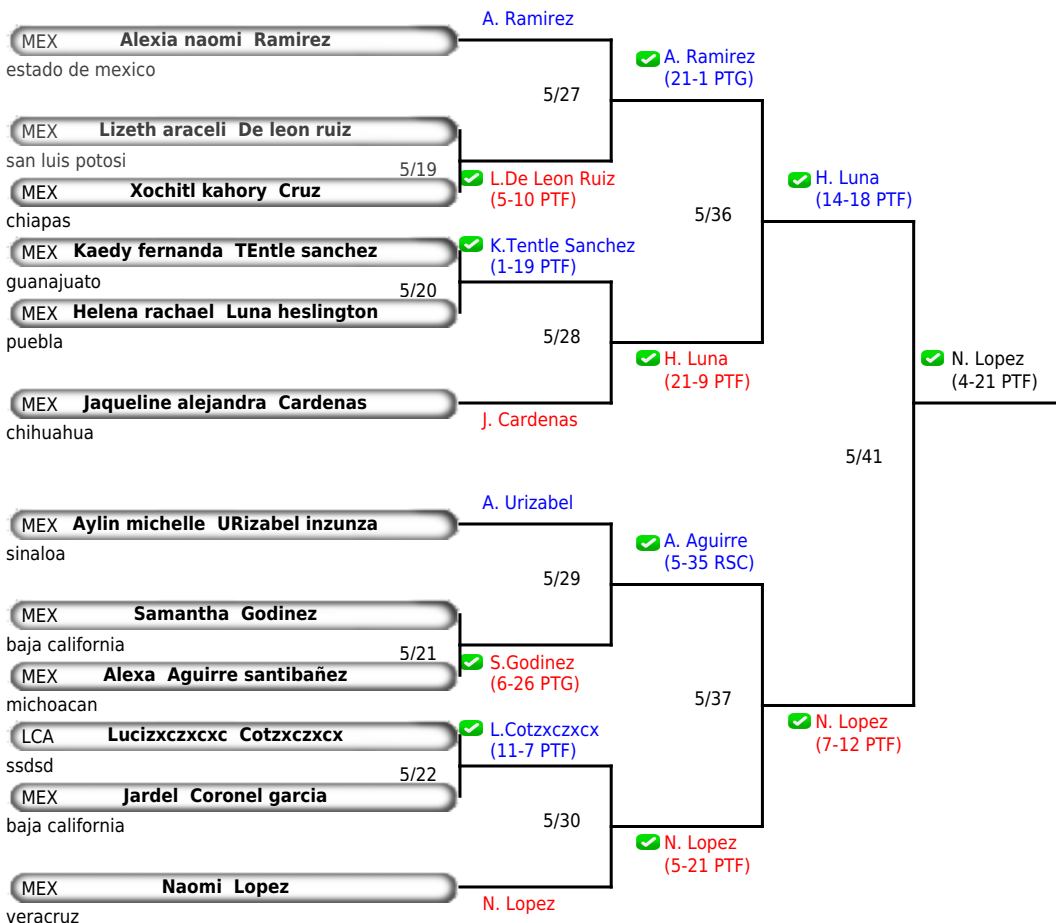 A. Ramirez
MEX Alexia naomi Ramirez
estado de mexico
A. Ramirez
(21-1 PTG)
5/27
MEX Lizeth araceli De leon ruiz
san luis potosi
5/19
L.De Leon Ruiz
(5-10 PTF)
MEX Xochitl kahory Cruz
chiapas
H. Luna
(14-18 PTF)
5/36
MEX Kaedy fernanda TEntle sanchez
guanajuato
K.Tentle Sanchez
(1-19 PTF)
5/20
MEX Helena rachael Luna heslington
puebla
5/28
H. Luna
(21-9 PTF)
N. Lopez
(4-21 PTF)
MEX Jaqueline alejandra Cardenas
chihuahua
J. Cardenas
5/41
A. Urizabel
MEX Aylin michelle URizabel inzunza
sinaloa
A. Aguirre
(5-35 RSC)
5/29
MEX Samantha Godinez
baja california
5/21
S.Godinez
(6-26 PTG)
MEX Alexa Aguirre santibañez
michoacan
5/37
N. Lopez
(7-12 PTF)
LCA Lucizxczxcxc Cotzxczxcx
ssdsd
L.Cotzxczxcx
(11-7 PTF)
5/22
MEX Jardel Coronel garcia
baja california
5/30
N. Lopez
(5-21 PTF)
MEX Naomi Lopez
veracruz
N. Lopez